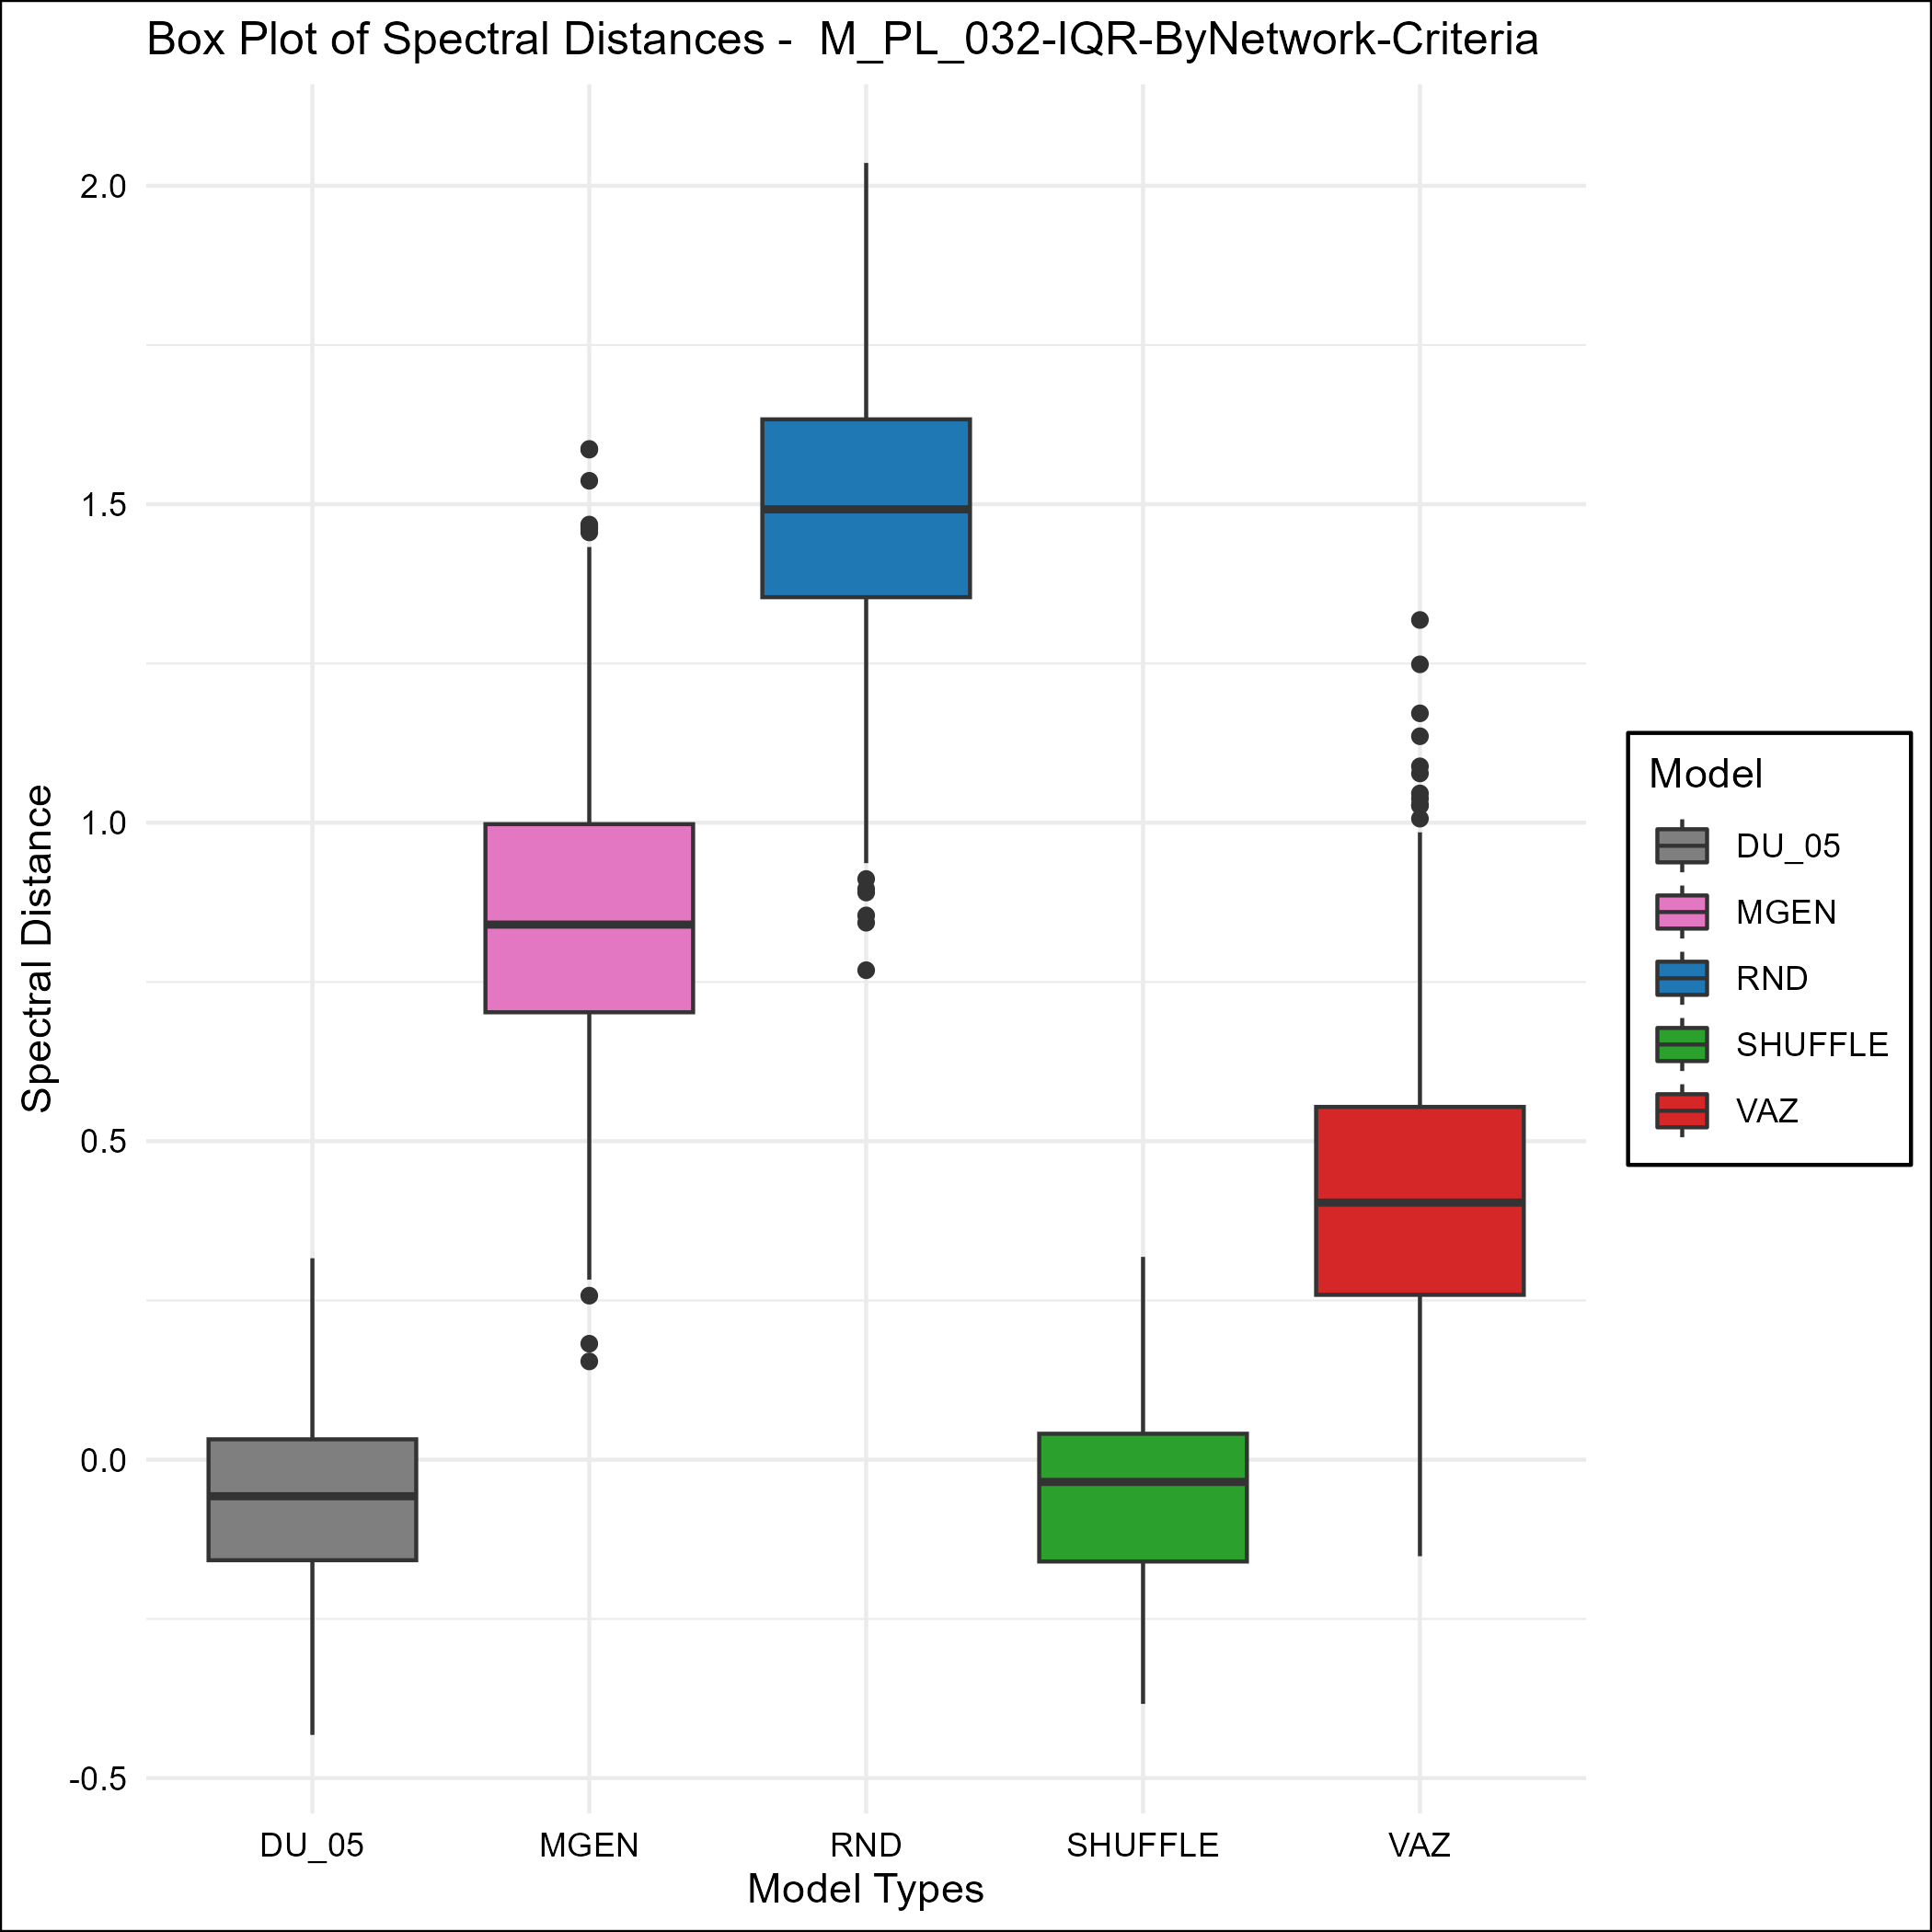 Box Plot of Spectral Distances -  M_PL_032-IQR-ByNetwork-Criteria
Spectral Distance
2.0
1.5
1.0
0.5
0.0
-0.5
DU_05
MGEN
RND
SHUFFLE
VAZ
Model Types
Model
DU_05
MGEN
RND
SHUFFLE
VAZ